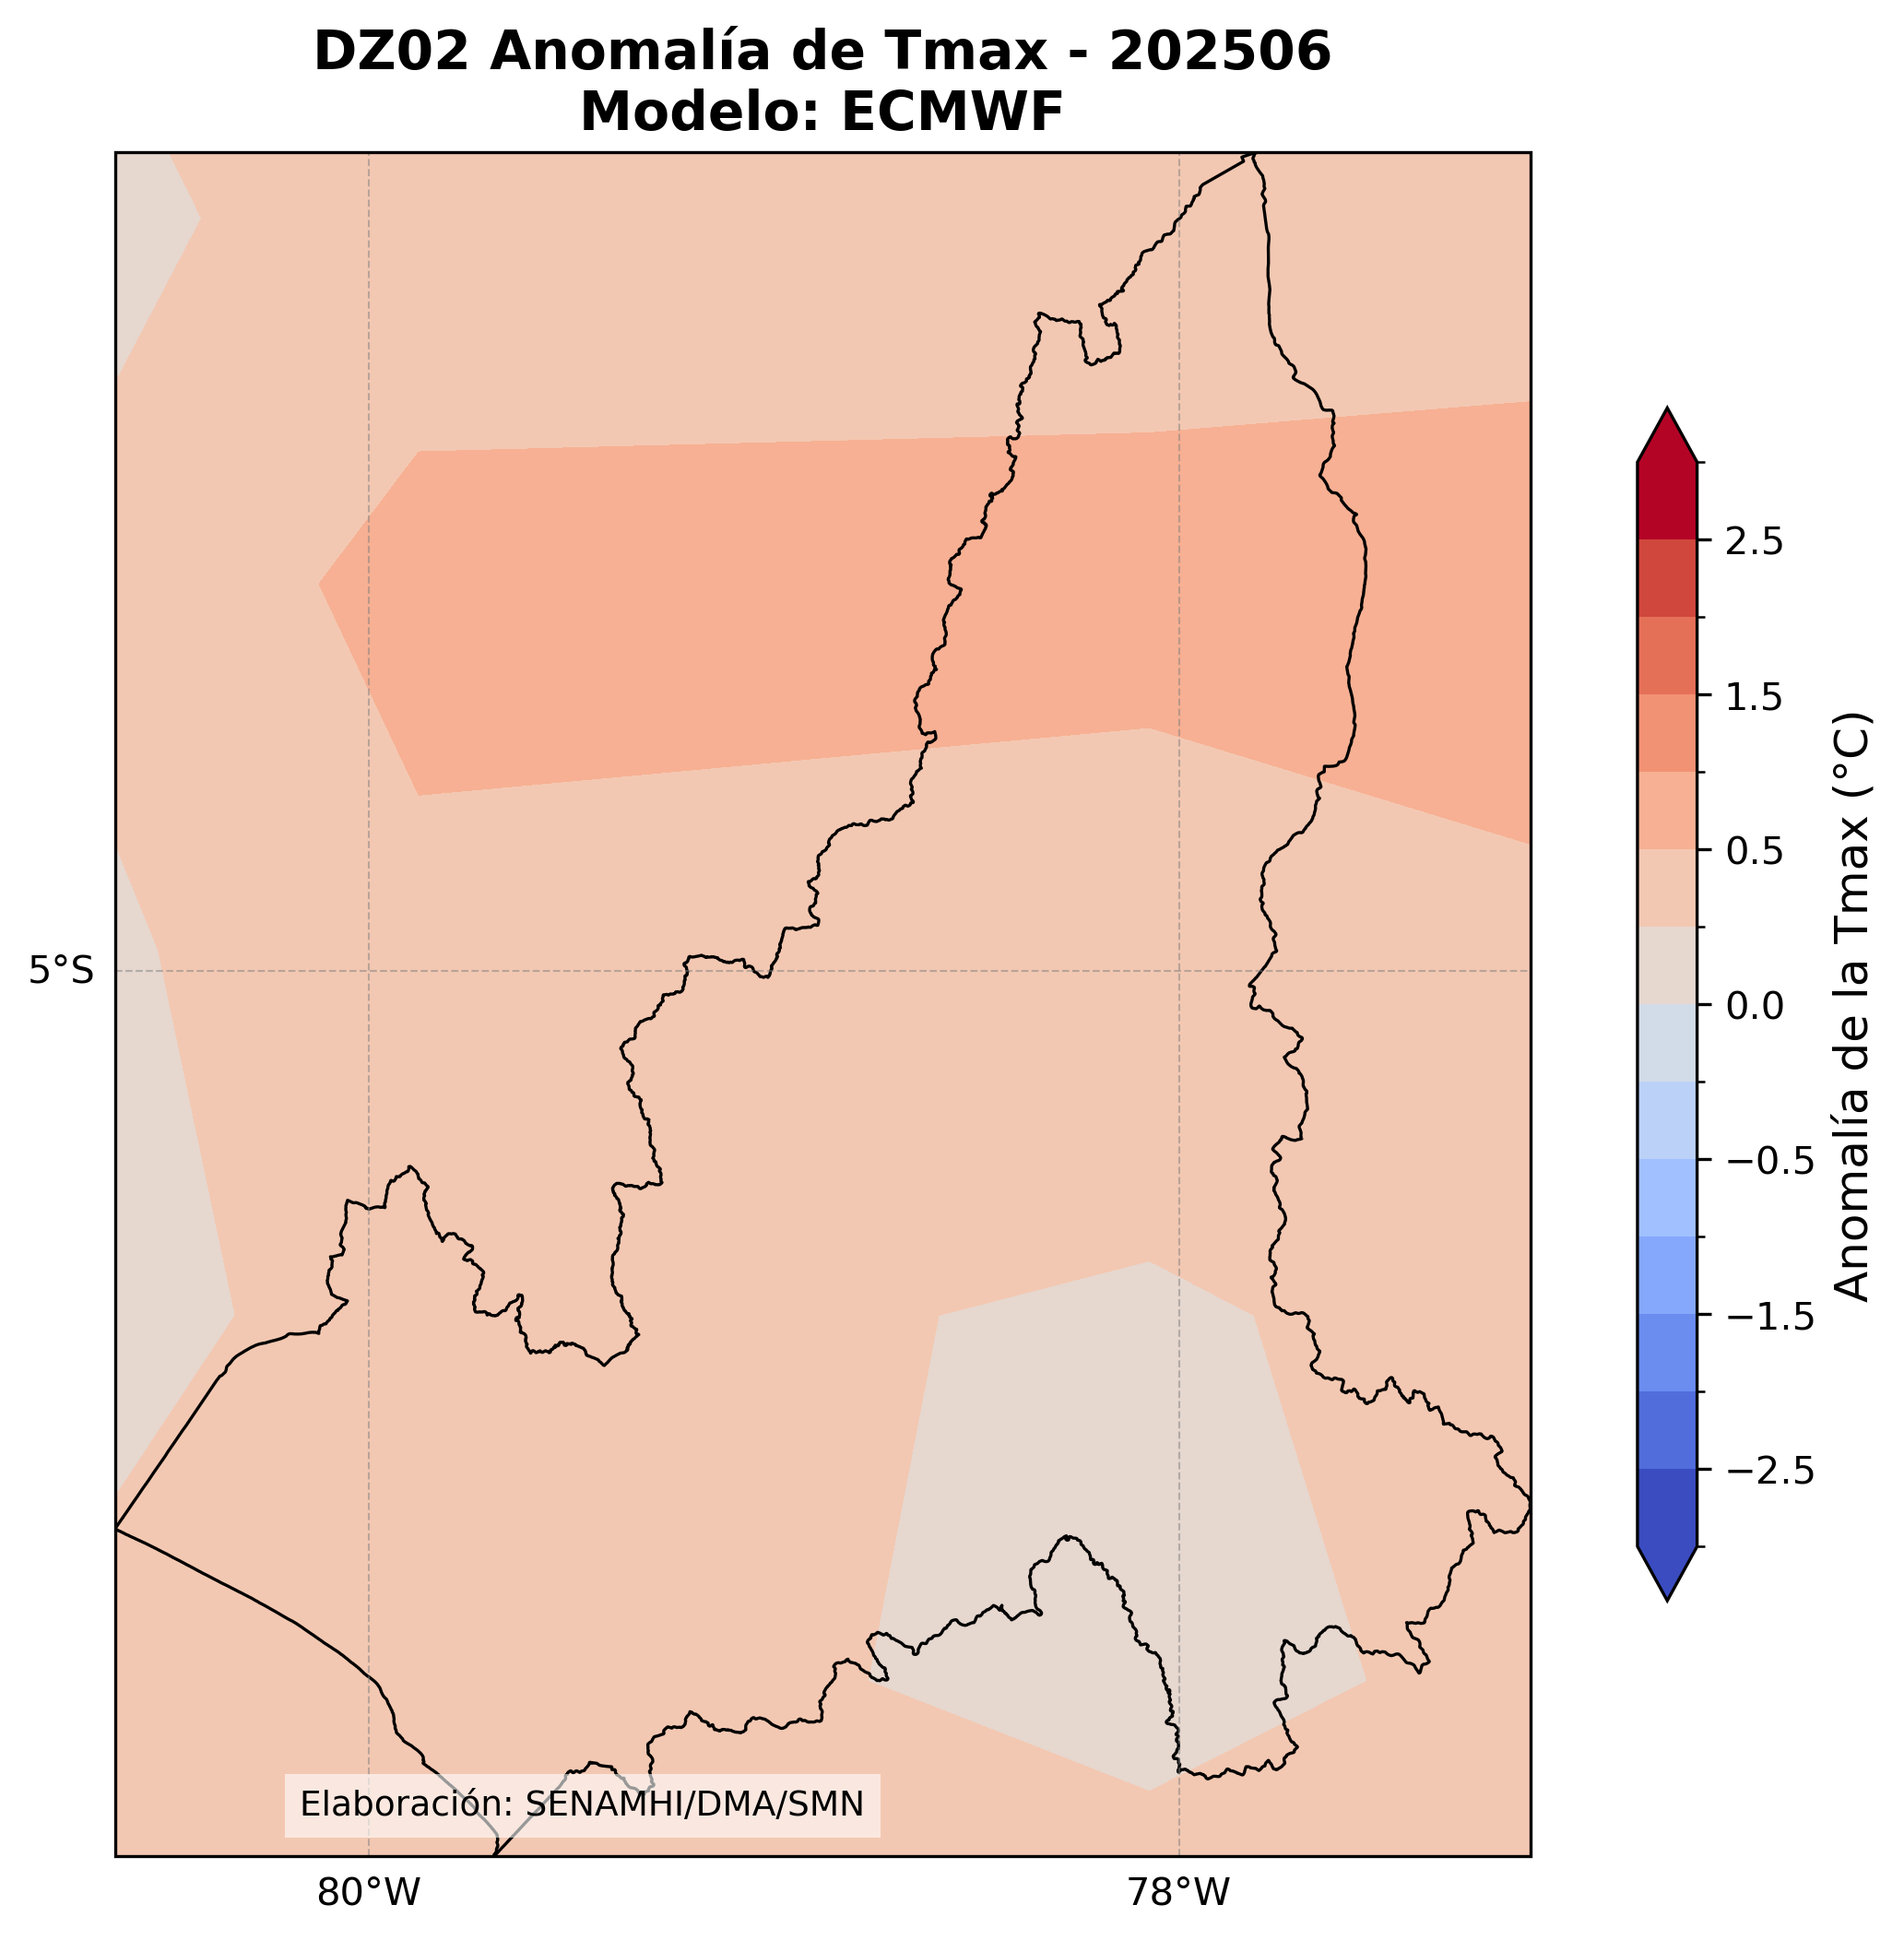 DZ02 Anomalía de Tmax - 202506
Modelo: ECMWF
5°S
80°W
78°W
Elaboración: SENAMHI/DMA/SMN
2.5
1.5
0.5
0.0
−0.5
−1.5
−2.5
Anomalía de la Tmax (°C)